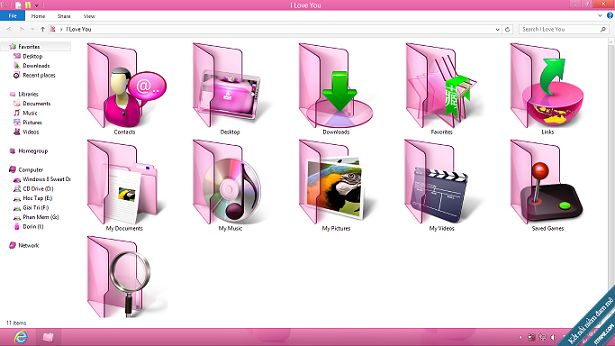 I Love You
File Home Share View
I Love You
Search I Love You
Favorites
Desktop
Downloads
Recent places
Libraries
Documents
Music
Pictures
Videos
Homegroup
Computer
Windows 8 Sweet Dr
CD Drive (D:)
Hoc Tap (E:)
Giai Tri (F:)
Phan Mem (G:)
Dorin (I:)
Network
Contacts
Desktop
Downloads
Favorites
Links
My Documents
My Music
My Pictures
My Videos
Saved Games
11 items
Kết nối niềm đam mê